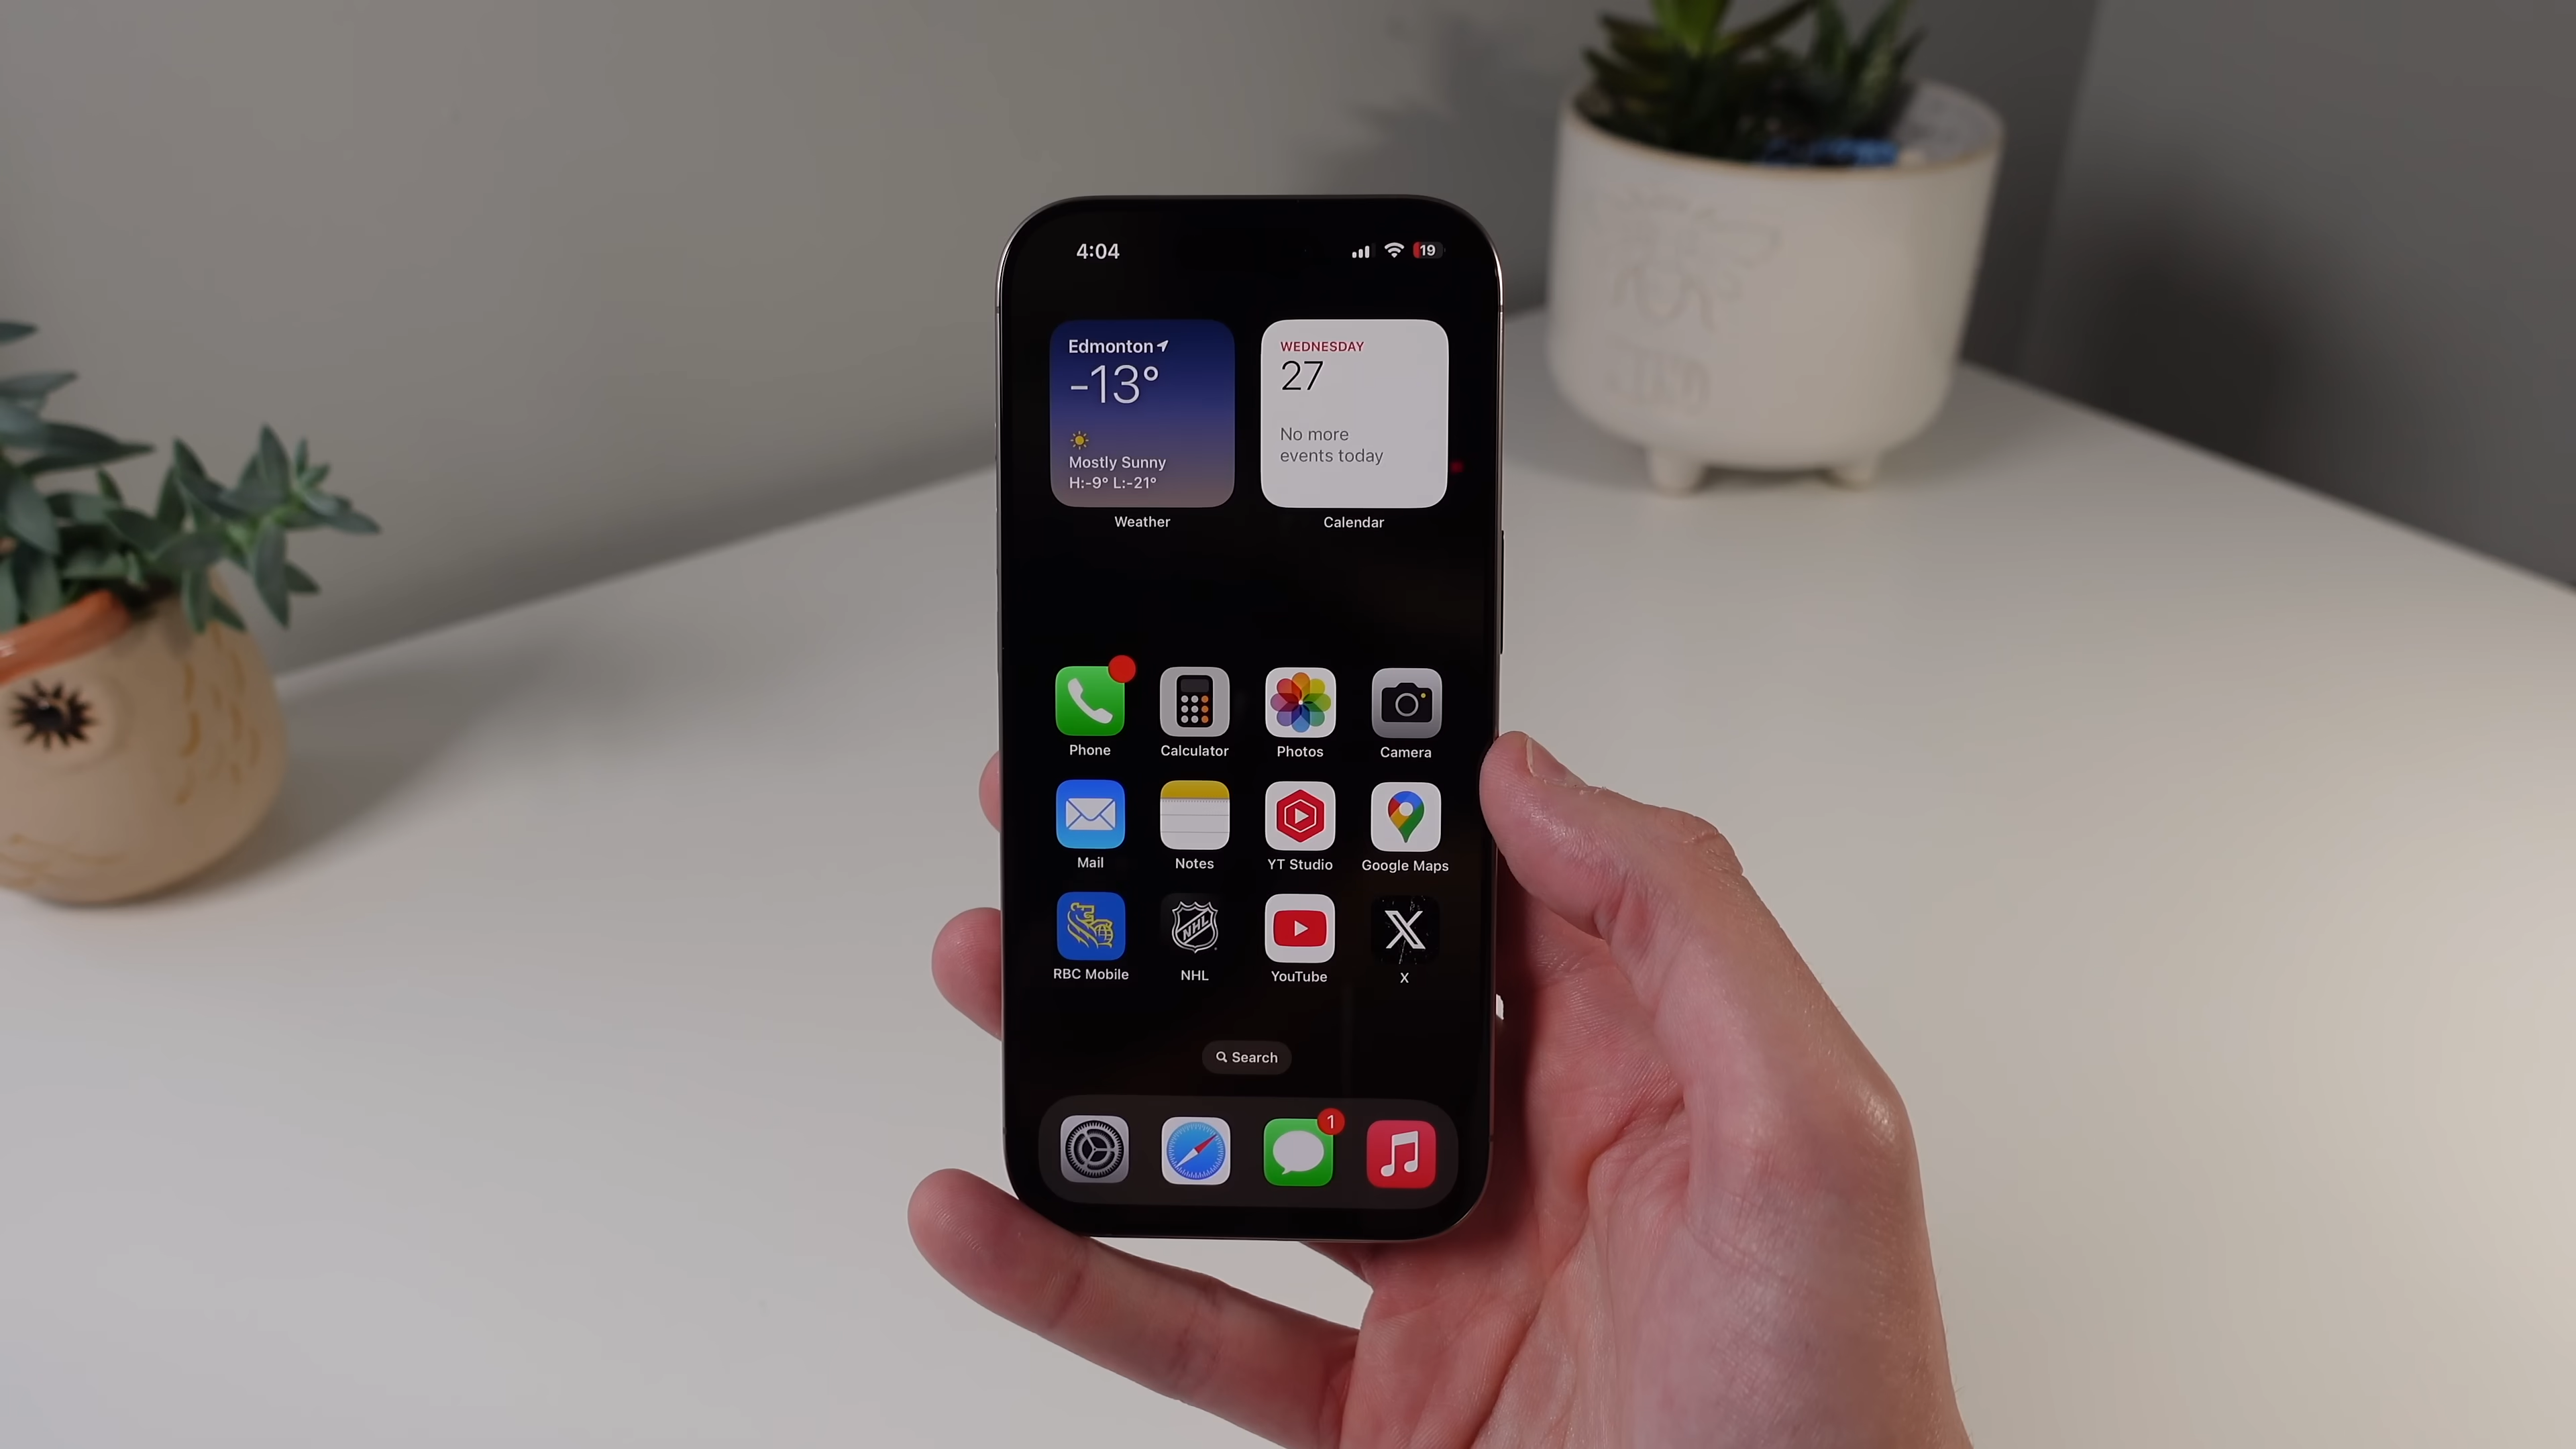 4:04
19
Edmonton
-13°
Mostly Sunny
H:-9° L:-21°
Weather
WEDNESDAY
27
No more
events today
Calendar
Phone
Calculator
Photos
Camera
Mail
Notes
YT Studio
Google Maps
RBC Mobile
NHL
NHL
YouTube
X
X
Search
1